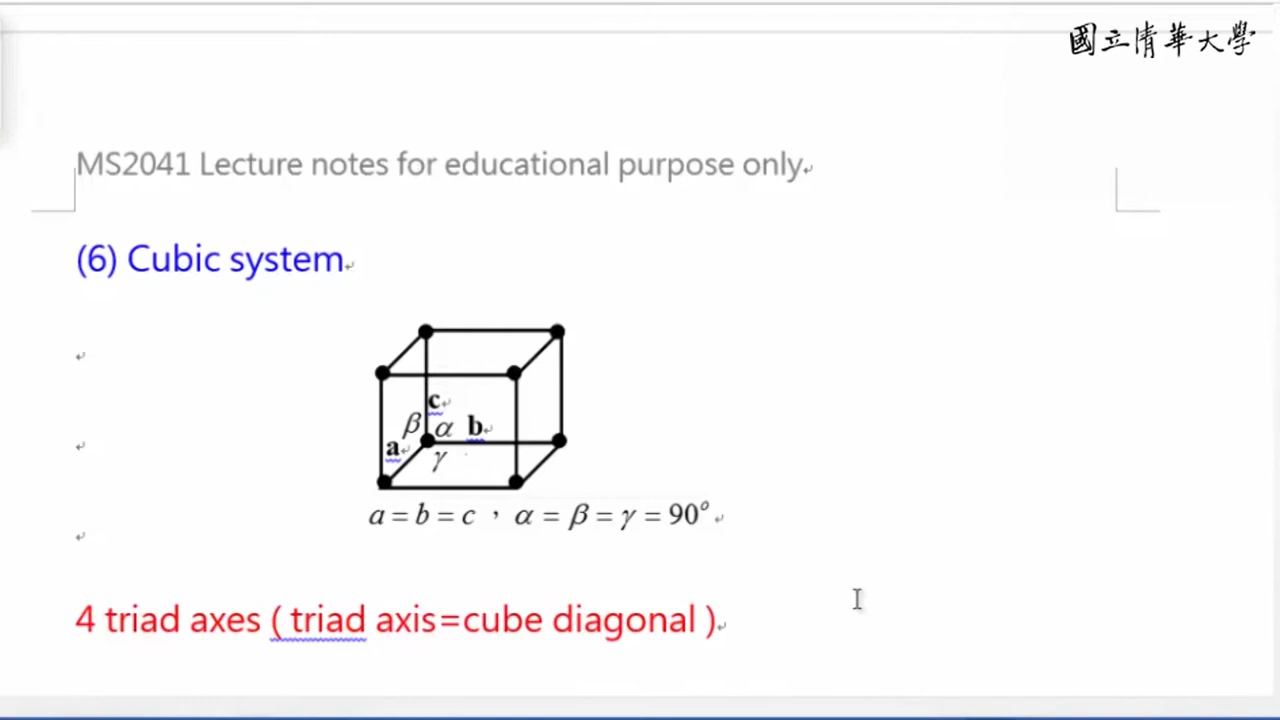 國立清華大學
MS2041 Lecture notes for educational purpose only
(6) Cubic system
c
β α b
a
γ
a = b = c , α = β = γ = 90°
4 triad axes ( triad axis=cube diagonal )